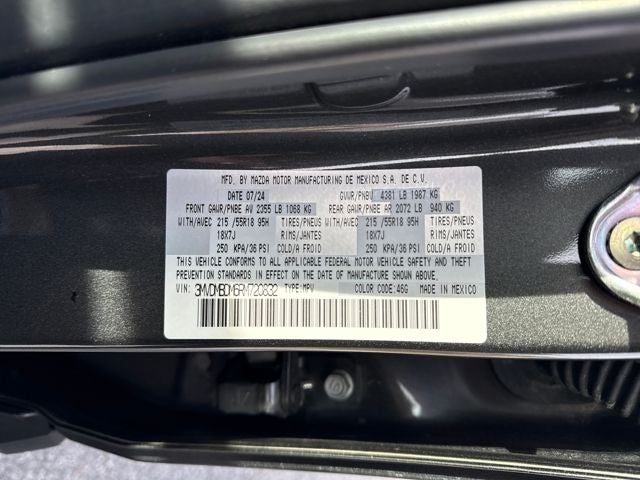 MFD. BY MAZDA MOTOR MANUFACTURING DE MEXICO S.A. DE C.V.
DATE 07/24 GVWR/PNBV 4381 LB 1987 KG
FRONT GAWR/PNBE AV 2355 LB 1068 KG REAR GAWR/PNBE AR 2072 LB 940 KG
WITH/AVEC 215 /55R18 95H TIRES/PNEUS WITH/AVEC 215 /55R18 95H TIRES/PNEUS
18X7J RIMS/JANTES 18X7J RIMS/JANTES
250 KPA/36 PSI COLD/A FROID 250 KPA/36 PSI COLD/A FROID
THIS VEHICLE CONFORMS TO ALL APPLICABLE FEDERAL MOTOR VEHICLE SAFETY AND THEFT
PREVENTION STANDARDS IN EFFECT ON THE DATE OF MANUFACTURE SHOWN ABOVE.
VIN: 3MVDMBCM6RM720632 TYPE: MPV COLOR CODE: 46G MADE IN MEXICO